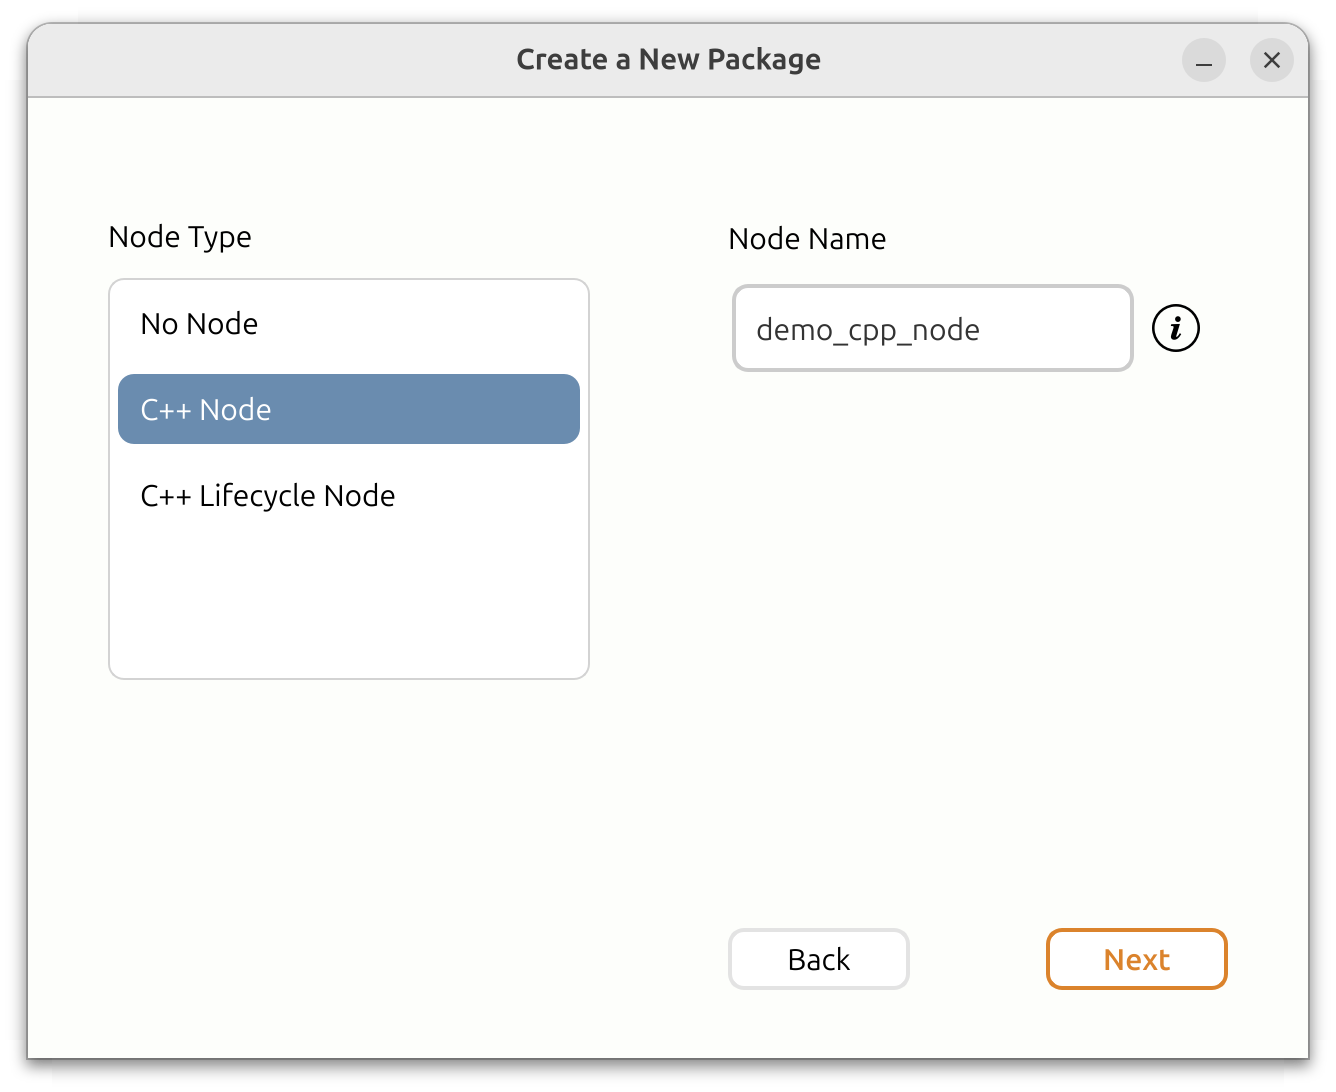 Create a New Package
Node Type
No Node
C++ Node
C++ Lifecycle Node
Node Name
demo_cpp_node
i
Back
Next